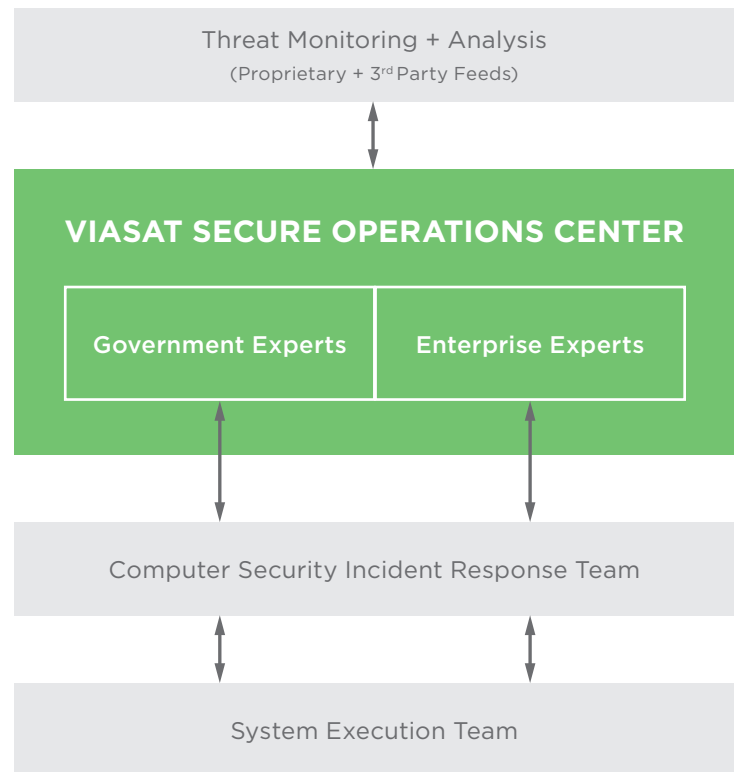 Threat Monitoring + Analysis
(Proprietary + 3rd Party Feeds)
VIASAT SECURE OPERATIONS CENTER
Government Experts
Enterprise Experts
Computer Security Incident Response Team
System Execution Team